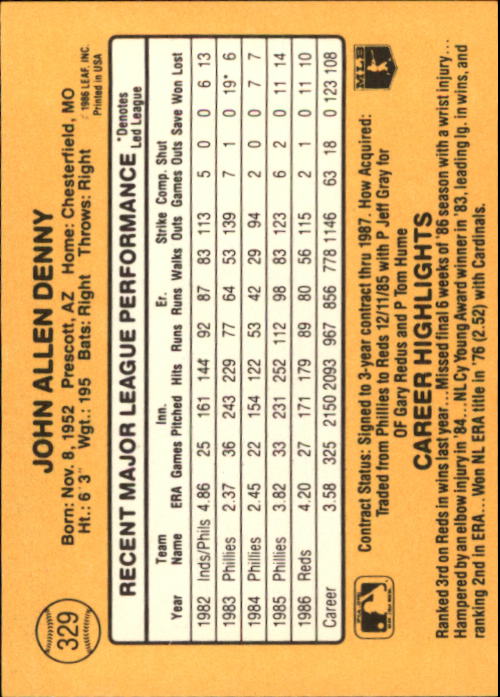 329
JOHN ALLEN DENNY
Born: Nov. 8, 1952 Prescott, AZ Home: Chesterfield, MO
Ht.: 6'3" Wgt.: 195 Bats: Right Throws: Right
© 1986 LEAF, INC.
Printed in USA
RECENT MAJOR LEAGUE PERFORMANCE
*Denotes
Led League
Team Inn. Er. Strike Comp. Shut
Year Name ERA Games Pitched Hits Runs Runs Walks Outs Games Outs Save Won Lost
1982 Inds/Phils 4.86 25 161 144 92 87 83 113 5 0 0 6 13
1983 Phillies 2.37 36 243 229 77 64 53 139 7 1 0 19* 6
1984 Phillies 2.45 22 154 122 53 42 29 94 2 0 0 7 7
1985 Phillies 3.82 33 231 252 112 98 83 123 6 2 0 11 14
1986 Reds 4.20 27 171 179 89 80 56 115 2 1 0 11 10
Career 3.58 325 2150 2093 967 856 778 1146 63 18 0 123 108
Contract Status: Signed to 3-year contract thru 1987. How Acquired:
Traded from Phillies to Reds 12/11/85 with P Jeff Gray for
OF Gary Redus and P Tom Hume
MLB
CAREER HIGHLIGHTS
Ranked 3rd on Reds in wins last year...Missed final 6 weeks of '86 season with a wrist injury...
Hampered by an elbow injury in '84...NL Cy Young Award winner in '83, leading lg. in wins, and
ranking 2nd in ERA...Won NL ERA title in '76 (2.52) with Cardinals.